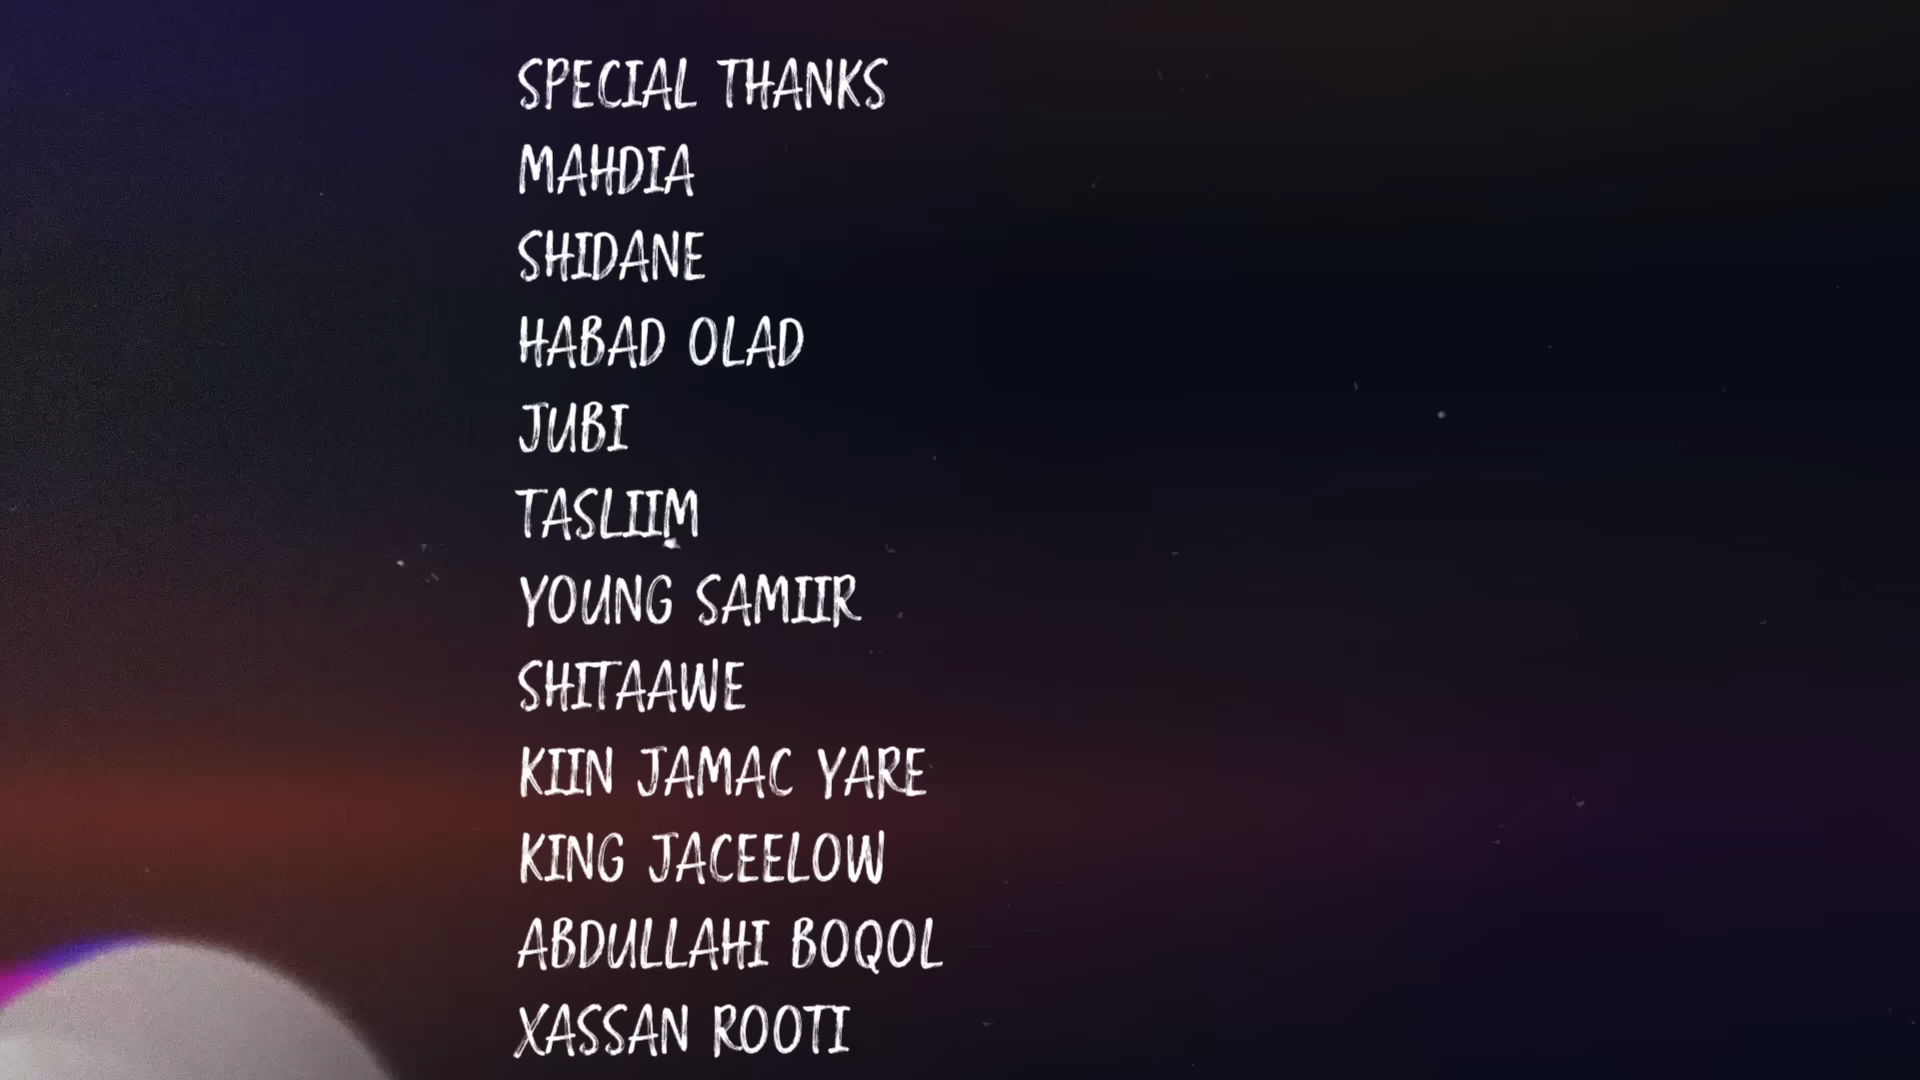 SPECIAL THANKS
MAHDIA
SHIDANE
HABAD OLAD
JUBI
TASLIIM
YOUNG SAMIIR
SHITAAWE
KIIN JAMAC YARE
KING JACEELOW
ABDULLAHI BOQOL
XASSAN ROOTI